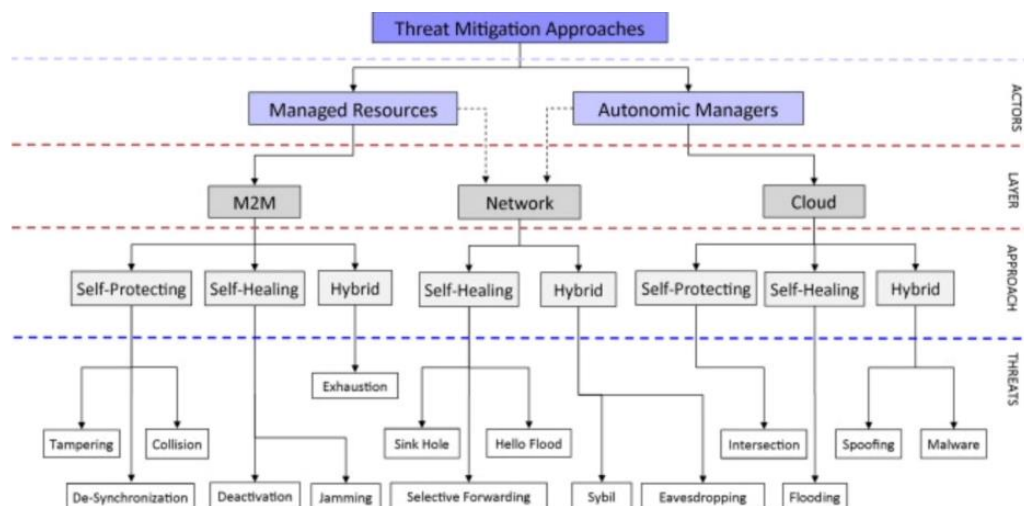 Threat Mitigation Approaches
ACTORS
Managed Resources
Autonomic Managers
LAYER
M2M
Network
Cloud
APPROACH
Self-Protecting
Self-Healing
Hybrid
Self-Healing
Hybrid
Self-Protecting
Self-Healing
Hybrid
THREATS
Exhaustion
Tampering
Collision
Sink Hole
Hello Flood
Intersection
Spoofing
Malware
De-Synchronization
Deactivation
Jamming
Selective Forwarding
Sybil
Eavesdropping
Flooding